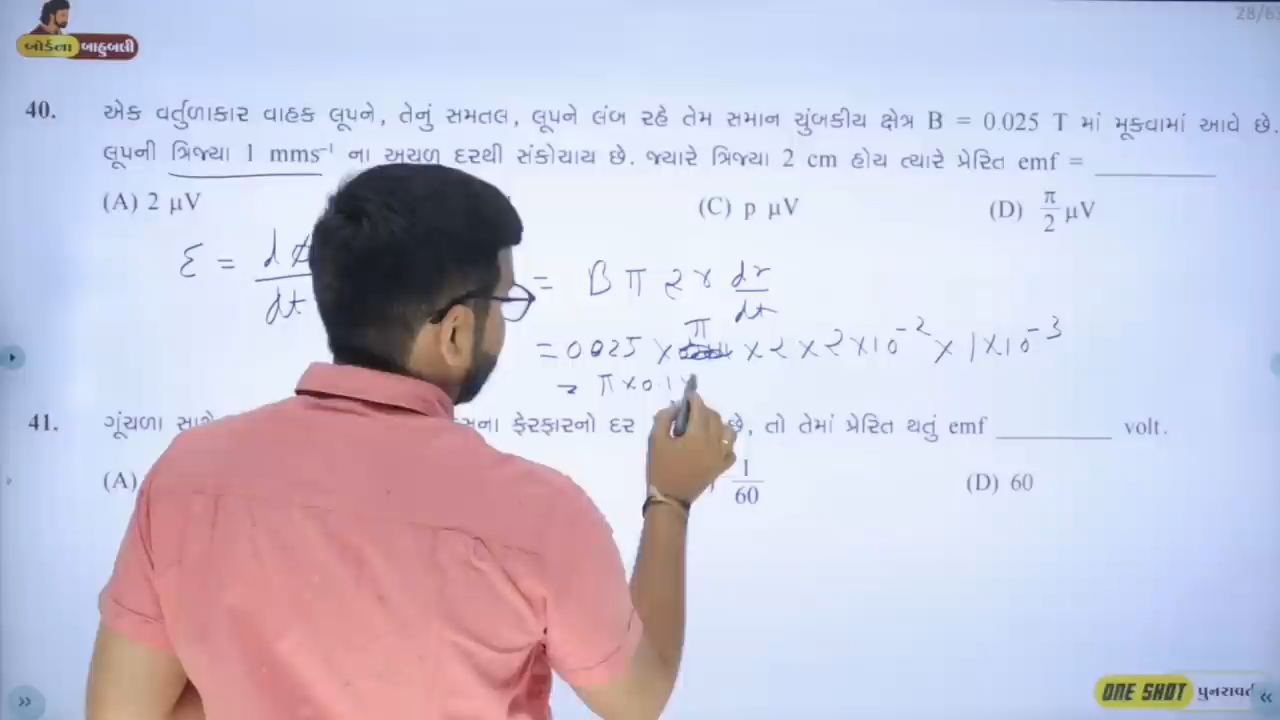 28/63
બોર્ડના બાહુબલી
40. એક વર્તુળાકાર વાહક લૂપને, તેનું સમતલ, લૂપને લંબ રહે તેમ સમાન ચુંબકીય ક્ષેત્ર B = 0.025 T માં મૂકવામાં આવે છે.
લૂપની ત્રિજ્યા 1 mms⁻¹ ના અચળ દરથી સંકોચાય છે. જ્યારે ત્રિજ્યા 2 cm હોય ત્યારે પ્રેરિત emf = ________
(A) 2 μV (C) p μV (D) π/2 μV
ε = dϕ/dt = B π 2 r dr/dt
= 0.025 × π × 2 × 2 × 10⁻² × 1 × 10⁻³
= π × 0.1 ×
41. ગૂંચળા ફેરફારનો દર છે, તો તેમાં પ્રેરિત થતું emf ________ volt.
(A) 1/60 (D) 60
ONE SHOT પુનરાવર્ત